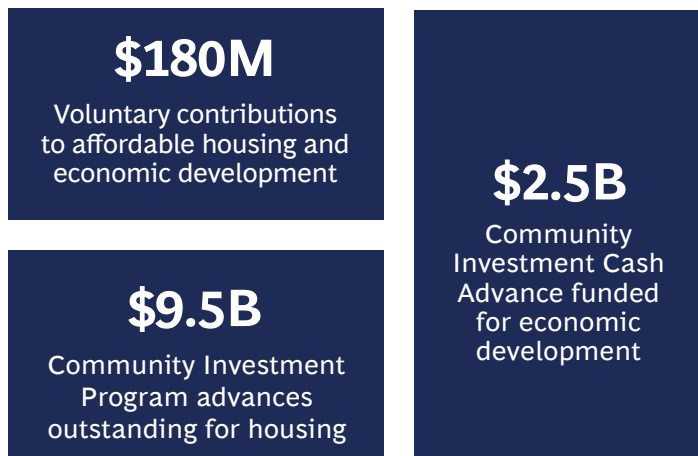 $180M
Voluntary contributions
to affordable housing and
economic development
$9.5B
Community Investment
Program advances
outstanding for housing
$2.5B
Community
Investment Cash
Advance funded
for economic
development